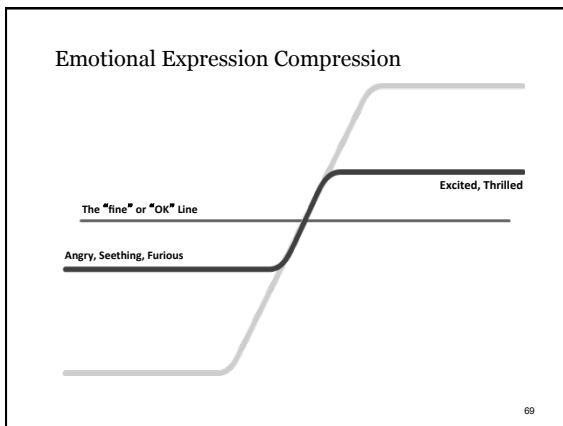 Emotional Expression Compression
Excited, Thrilled
The “fine” or “OK” Line
Angry, Seething, Furious
69